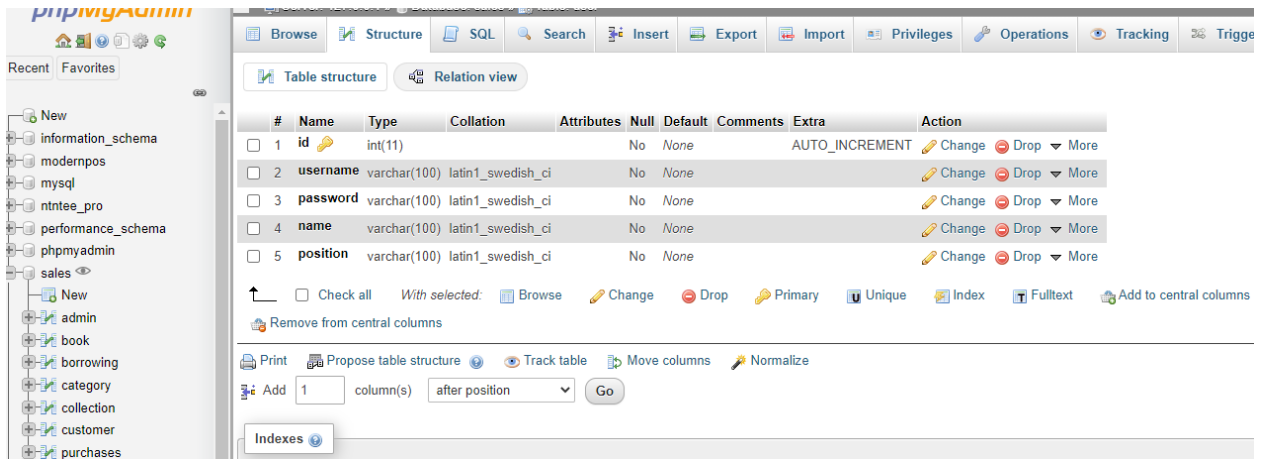 phpMyAdmin
Recent Favorites
New
information_schema
modernpos
mysql
ntntee_pro
performance_schema
phpmyadmin
sales
New
admin
book
borrowing
category
collection
customer
purchases
Browse Structure SQL Search Insert Export Import Privileges Operations Tracking Trigge
Table structure Relation view
# Name Type Collation Attributes Null Default Comments Extra Action
1 id int(11) No None AUTO_INCREMENT Change Drop More
2 username varchar(100) latin1_swedish_ci No None Change Drop More
3 password varchar(100) latin1_swedish_ci No None Change Drop More
4 name varchar(100) latin1_swedish_ci No None Change Drop More
5 position varchar(100) latin1_swedish_ci No None Change Drop More
Check all With selected: Browse Change Drop Primary Unique Index Fulltext Add to central columns
Remove from central columns
Print Propose table structure Track table Move columns Normalize
Add 1 column(s) after position Go
Indexes